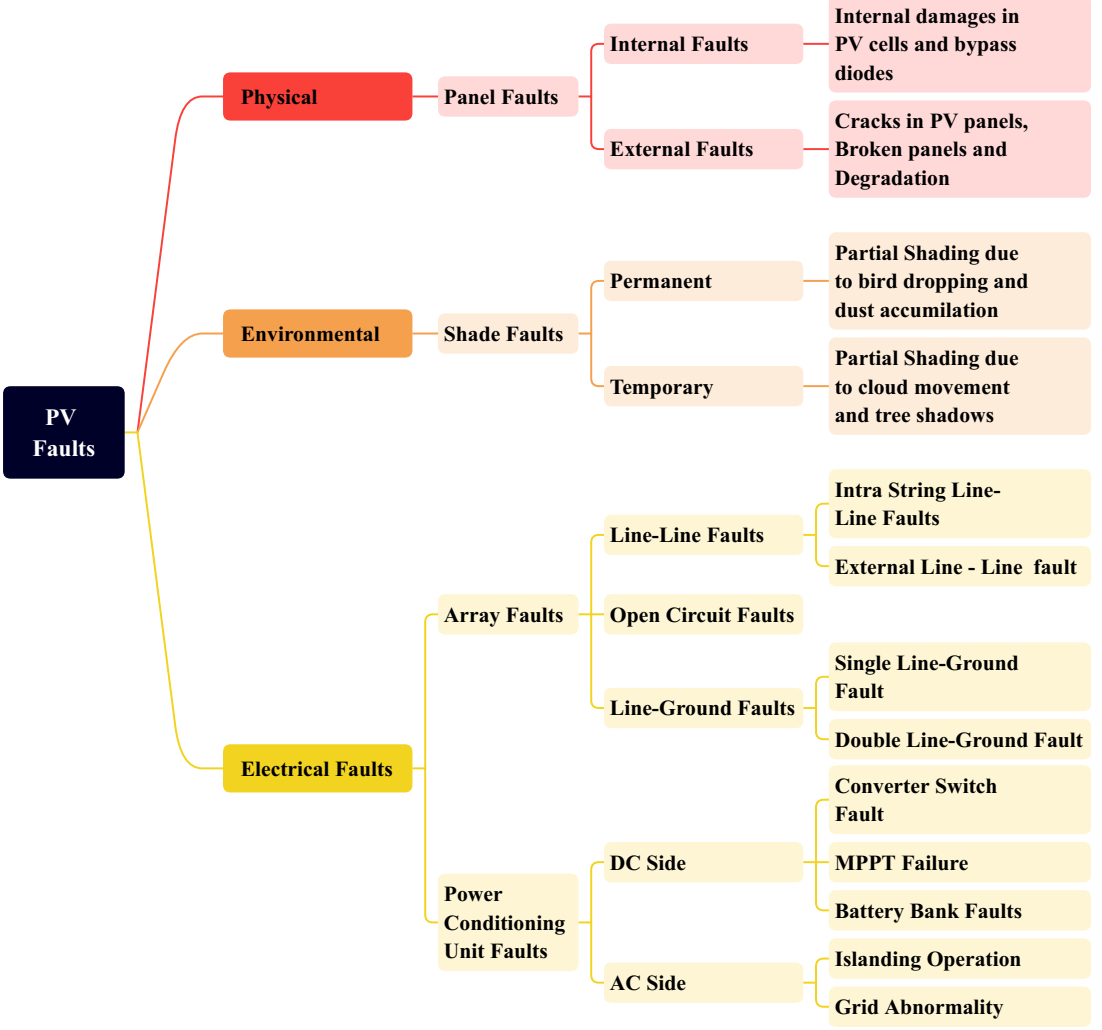 PV
Faults
Physical
Panel Faults
Internal Faults
Internal damages in
PV cells and bypass
diodes
External Faults
Cracks in PV panels,
Broken panels and
Degradation
Environmental
Shade Faults
Permanent
Partial Shading due
to bird dropping and
dust accumilation
Temporary
Partial Shading due
to cloud movement
and tree shadows
Electrical Faults
Array Faults
Line-Line Faults
Intra String Line-
Line Faults
External Line - Line fault
Open Circuit Faults
Line-Ground Faults
Single Line-Ground
Fault
Double Line-Ground Fault
Power
Conditioning
Unit Faults
DC Side
Converter Switch
Fault
MPPT Failure
Battery Bank Faults
AC Side
Islanding Operation
Grid Abnormality